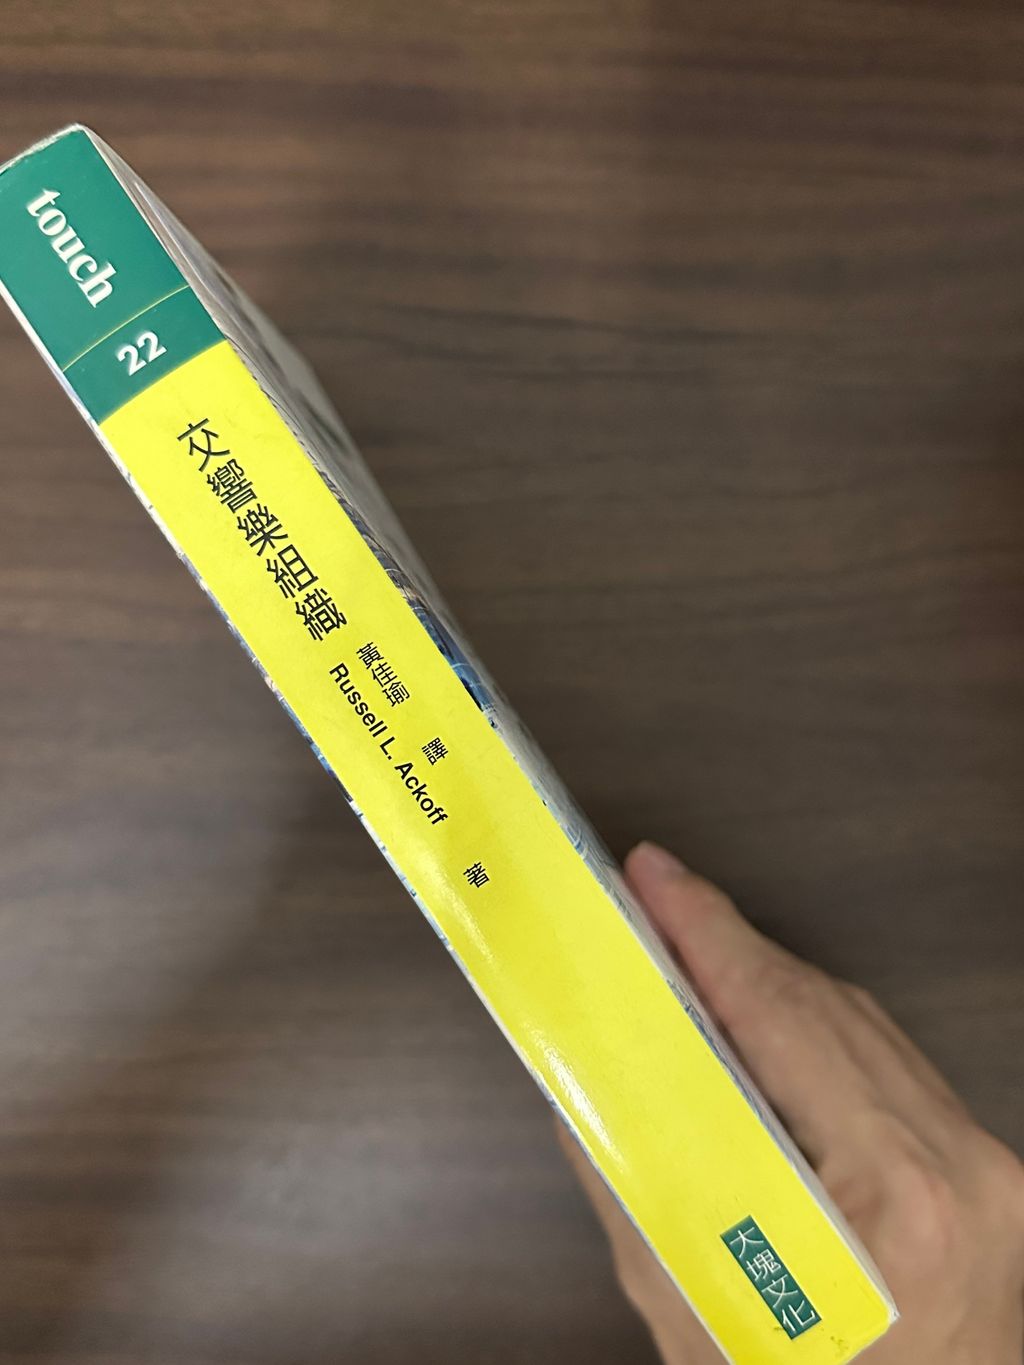 touch
22
交響樂組織
黃佳瑜 譯
Russell L. Ackoff 著
大塊文化